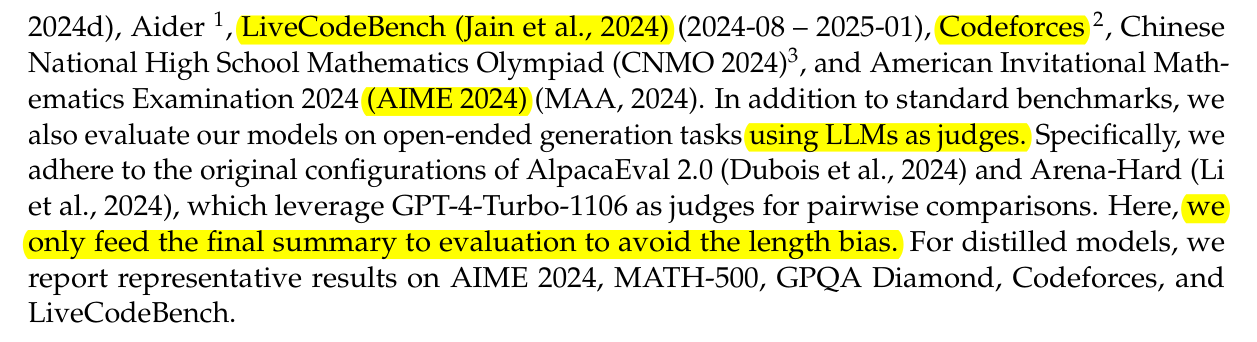 2024d), Aider 1, LiveCodeBench (Jain et al., 2024) (2024-08 – 2025-01), Codeforces 2, Chinese
National High School Mathematics Olympiad (CNMO 2024)3, and American Invitational Math-
ematics Examination 2024 (AIME 2024) (MAA, 2024). In addition to standard benchmarks, we
also evaluate our models on open-ended generation tasks using LLMs as judges. Specifically, we
adhere to the original configurations of AlpacaEval 2.0 (Dubois et al., 2024) and Arena-Hard (Li
et al., 2024), which leverage GPT-4-Turbo-1106 as judges for pairwise comparisons. Here, we
only feed the final summary to evaluation to avoid the length bias. For distilled models, we
report representative results on AIME 2024, MATH-500, GPQA Diamond, Codeforces, and
LiveCodeBench.